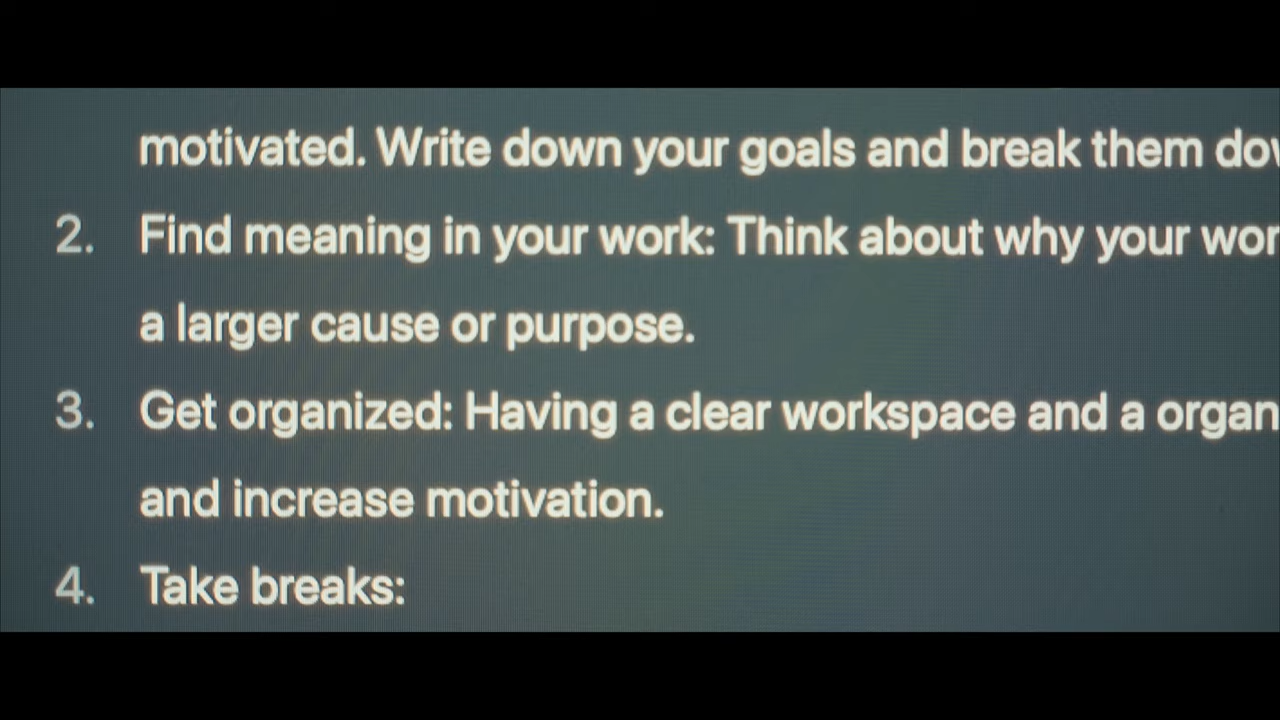 motivated. Write down your goals and break them dow
2. Find meaning in your work: Think about why your wor
a larger cause or purpose.
3. Get organized: Having a clear workspace and a organ
and increase motivation.
4. Take breaks: